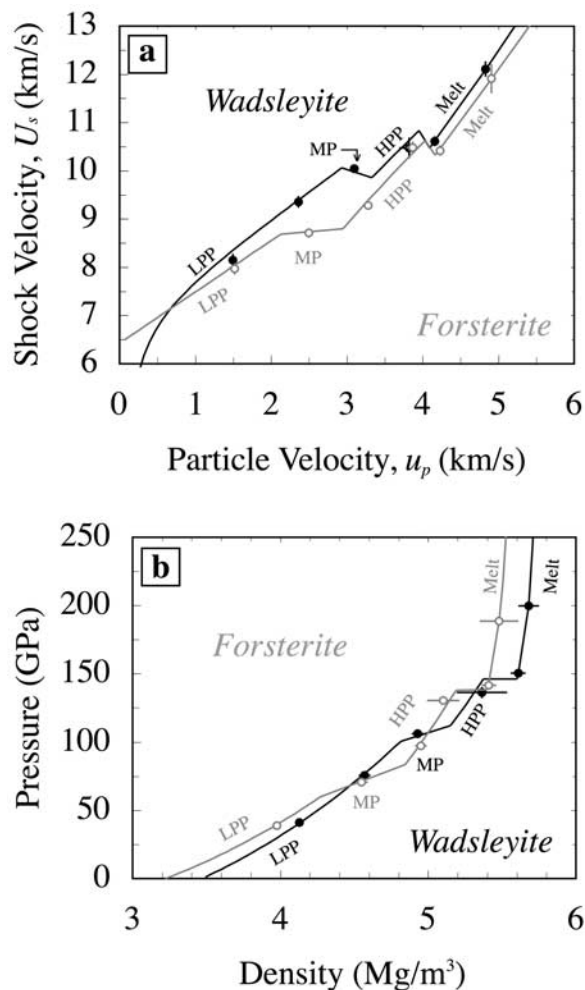 a
Shock Velocity, Uₛ (km/s)
13
12
11
10
9
8
7
6
Wadsleyite
MP
HPP
Melt
Melt
HPP
LPP
LPP
MP
Forsterite
0 1 2 3 4 5 6
Particle Velocity, uₚ (km/s)
b
Pressure (GPa)
250
200
150
100
50
0
Melt
Melt
Forsterite
HPP
HPP
MP
LPP
MP
LPP
Wadsleyite
3 4 5 6
Density (Mg/m³)